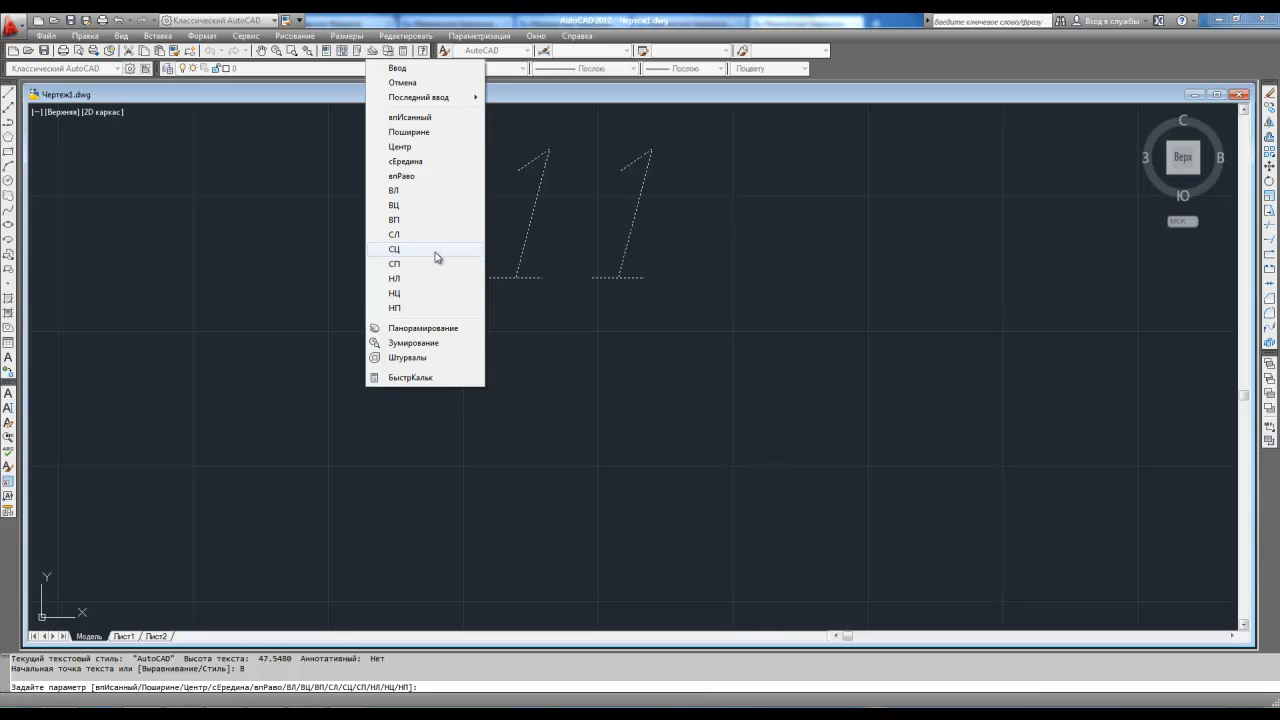 Классический AutoCAD
AutoCAD 2012 - Чертеж1.dwg
Введите ключевое слово/фразу
Вход в службы
Файл Правка Вид Вставка Формат Сервис Рисование Размеры Редактировать Параметризация Окно Справка
AutoCAD
Классический AutoCAD
0
Послою
Послою
Поцвету
Чертеж1.dwg
[−][Верхняя][2D каркас]
Ввод
Отмена
Последний ввод
впИсанный
Поширине
Центр
сЕредина
впРаво
ВЛ
ВЦ
ВП
СЛ
СЦ
СП
НЛ
НЦ
НП
Панорамирование
Зумирование
Штурвалы
БыстрКальк
11
С
З
Верх
В
Ю
МСК
Y
X
Модель Лист1 Лист2
Текущий текстовый стиль: "AutoCAD" Высота текста: 47.5480 Аннотативный: Нет
Начальная точка текста или [Выравнивание/Стиль]: В
Задайте параметр [впИсанный/Поширине/Центр/сЕредина/впРаво/ВЛ/ВЦ/ВП/СЛ/СЦ/СП/НЛ/НЦ/НП]: